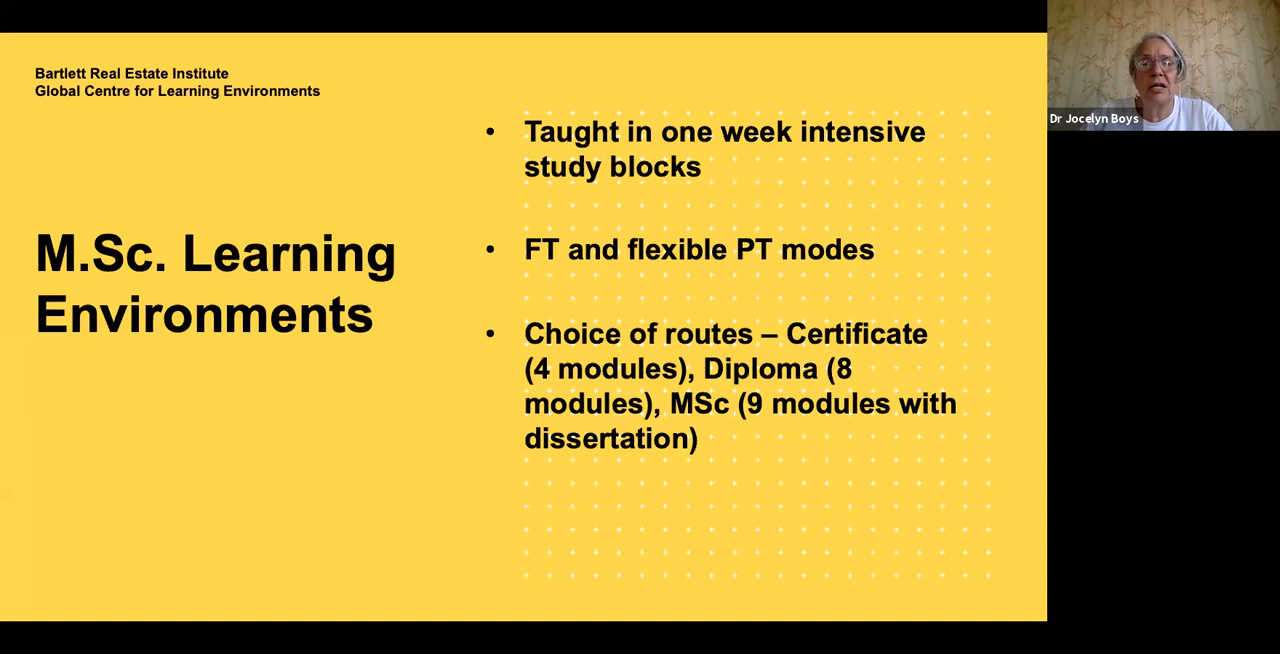 Bartlett Real Estate Institute
Global Centre for Learning Environments
M.Sc. Learning
Environments
• Taught in one week intensive
study blocks
• FT and flexible PT modes
• Choice of routes – Certificate
(4 modules), Diploma (8
modules), MSc (9 modules with
dissertation)
Dr Jocelyn Boys